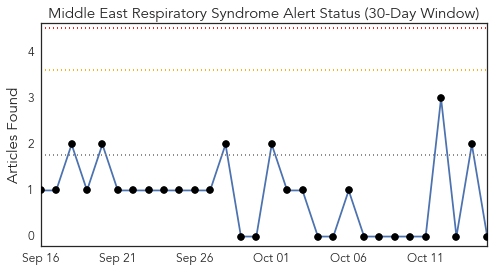 Middle East Respiratory Syndrome Alert Status (30-Day Window)
Articles Found
4
3
2
1
0
Sep 16 Sep 21 Sep 26 Oct 01 Oct 06 Oct 11